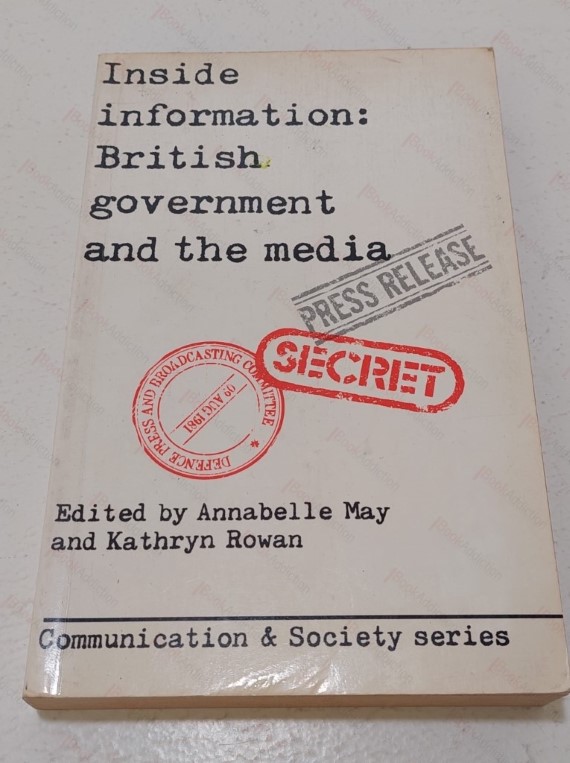 Inside
information:
British
government
and the media
PRESS RELEASE
SECRET
DEFENCE PRESS AND BROADCASTING COMMITTEE
09 AUG 1981
Edited by Annabelle May
and Kathryn Rowan
Communication & Society series